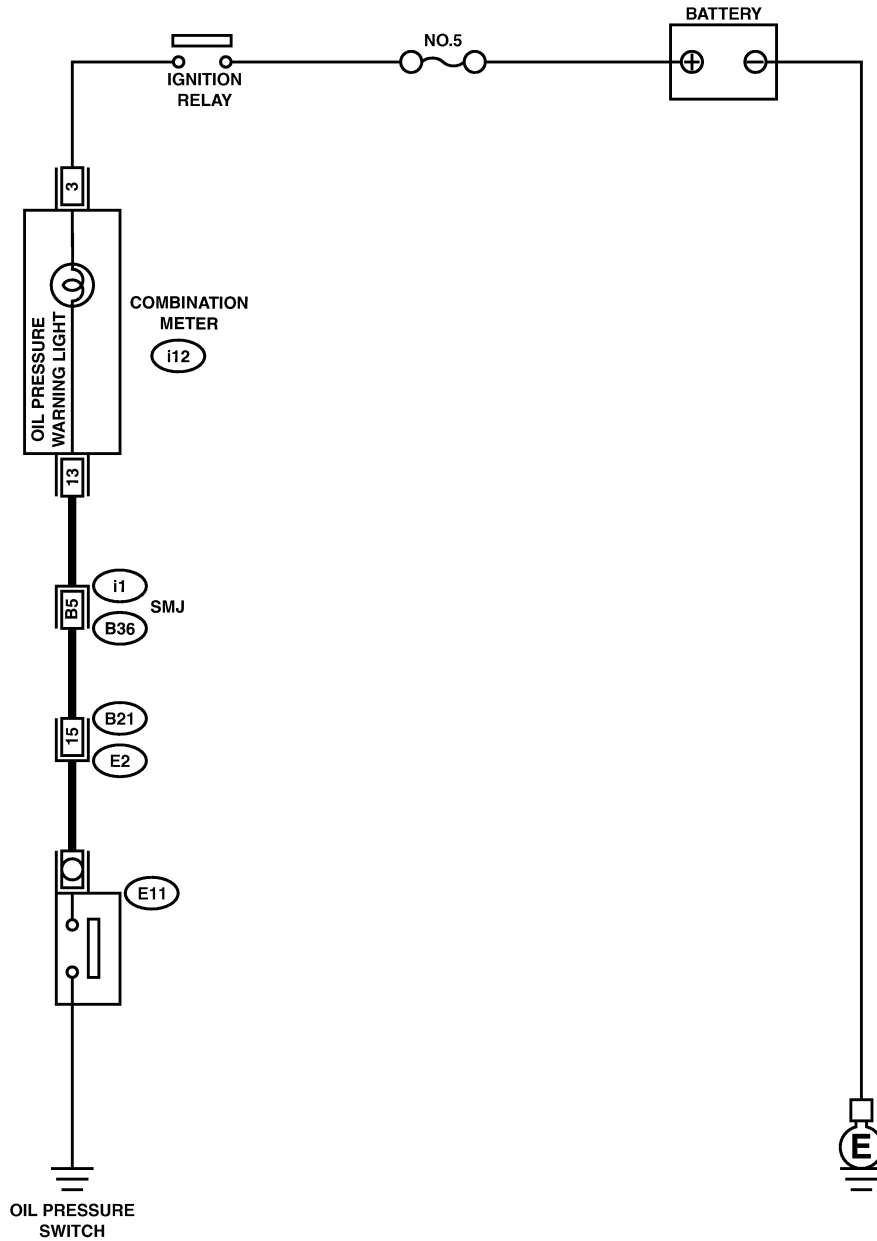 BATTERY
NO.5
IGNITION
RELAY
3
COMBINATION
METER
i12
OIL PRESSURE
WARNING LIGHT
13
i1
B5
SMJ
B36
B21
15
E2
E11
E
OIL PRESSURE
SWITCH